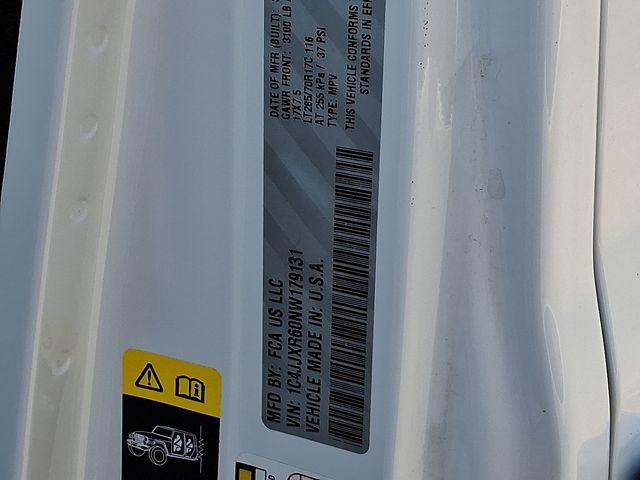 MFD BY: FCA US LLC
VIN: 1C4JJXR60NW179131
VEHICLE MADE IN: U.S.A.
DATE OF MFR (BUILT):
GAWR FRONT: 3100 LB
17X7.5
LT285/70R17C 116
AT 255 kPa / 37 PSI
TYPE: MPV
THIS VEHICLE CONFORMS
STANDARDS IN EFF